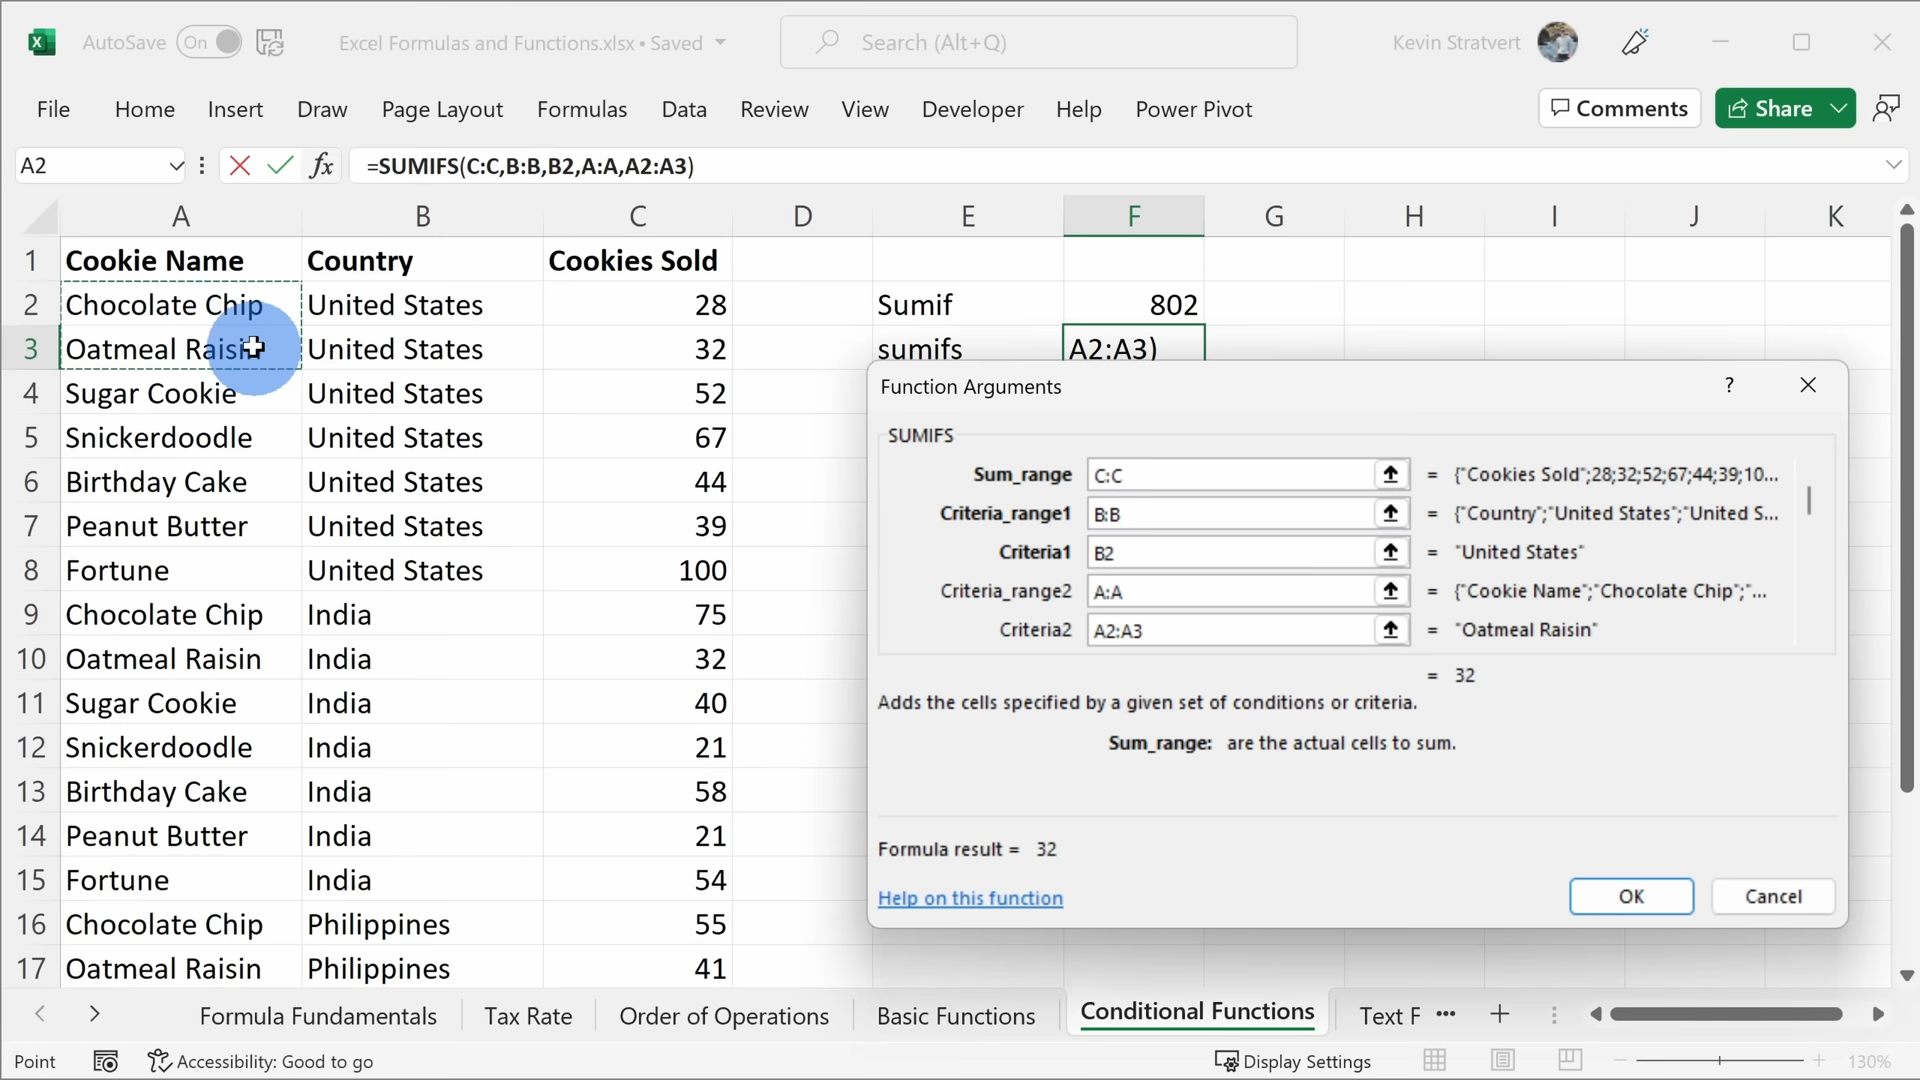 AutoSave On Excel Formulas and Functions.xlsx • Saved Search (Alt+Q) Kevin Stratvert
File Home Insert Draw Page Layout Formulas Data Review View Developer Help Power Pivot Comments Share
A2 fx =SUMIFS(C:C,B:B,B2,A:A,A2:A3)
A B C D E F G H I J K
1 Cookie Name Country Cookies Sold
2 Chocolate Chip United States 28 Sumif 802
3 Oatmeal Raisin United States 32 sumifs A2:A3)
4 Sugar Cookie United States 52
5 Snickerdoodle United States 67
6 Birthday Cake United States 44
7 Peanut Butter United States 39
8 Fortune United States 100
9 Chocolate Chip India 75
10 Oatmeal Raisin India 32
11 Sugar Cookie India 40
12 Snickerdoodle India 21
13 Birthday Cake India 58
14 Peanut Butter India 21
15 Fortune India 54
16 Chocolate Chip Philippines 55
17 Oatmeal Raisin Philippines 41
Function Arguments ?
SUMIFS
Sum_range C:C = {"Cookies Sold";28;32;52;67;44;39;10...
Criteria_range1 B:B = {"Country";"United States";"United S...
Criteria1 B2 = "United States"
Criteria_range2 A:A = {"Cookie Name";"Chocolate Chip";"...
Criteria2 A2:A3 = "Oatmeal Raisin"
= 32
Adds the cells specified by a given set of conditions or criteria.
Sum_range: are the actual cells to sum.
Formula result = 32
Help on this function OK Cancel
Formula Fundamentals Tax Rate Order of Operations Basic Functions Conditional Functions Text F ...
Point Accessibility: Good to go Display Settings 130%